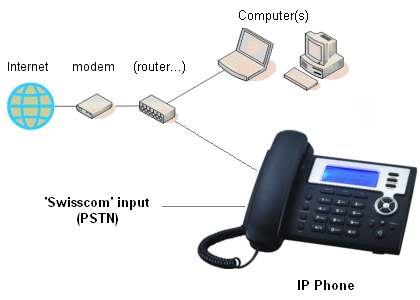 Computer(s)
Internet
modem
(router...)
'Swisscom' input
(PSTN)
IP Phone